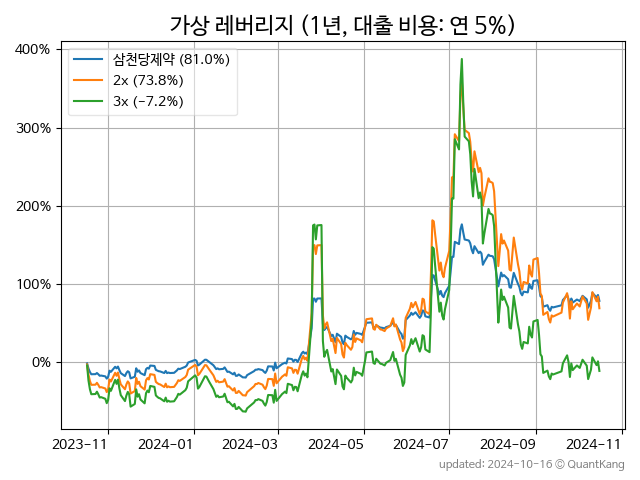 가상 레버리지 (1년, 대출 비용: 연 5%)
400%
300%
200%
100%
0%
삼천당제약 (81.0%)
2x (73.8%)
3x (-7.2%)
2023-11 2024-01 2024-03 2024-05 2024-07 2024-09 2024-11
updated: 2024-10-16 © QuantKang